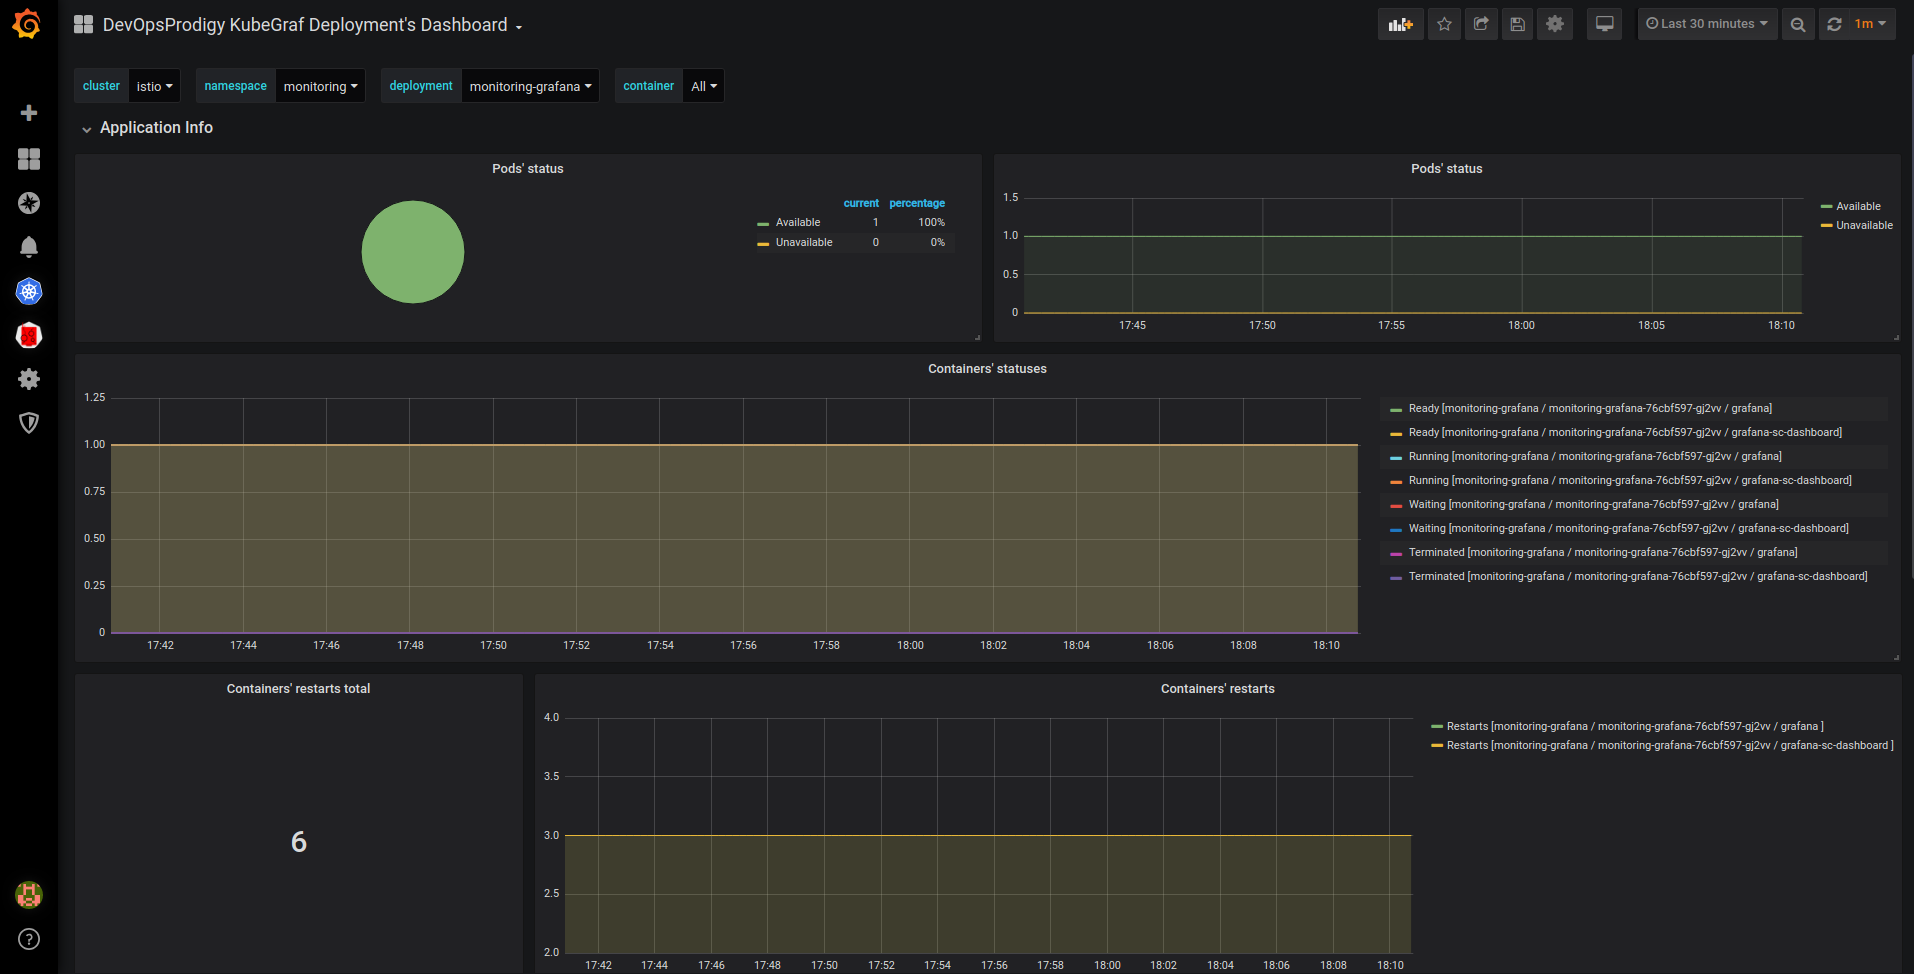 DevOpsProdigy KubeGraf Deployment's Dashboard
Last 30 minutes
1m
cluster istio namespace monitoring deployment monitoring-grafana container All
Application Info
Pods' status
current percentage
Available 1 100%
Unavailable 0 0%
Pods' status
1.5
1.0
0.5
0
17:45 17:50 17:55 18:00 18:05 18:10
Available
Unavailable
Containers' statuses
1.25
1.00
0.75
0.50
0.25
0
17:42 17:44 17:46 17:48 17:50 17:52 17:54 17:56 17:58 18:00 18:02 18:04 18:06 18:08 18:10
Ready [monitoring-grafana / monitoring-grafana-76cbf597-gj2vv / grafana]
Ready [monitoring-grafana / monitoring-grafana-76cbf597-gj2vv / grafana-sc-dashboard]
Running [monitoring-grafana / monitoring-grafana-76cbf597-gj2vv / grafana]
Running [monitoring-grafana / monitoring-grafana-76cbf597-gj2vv / grafana-sc-dashboard]
Waiting [monitoring-grafana / monitoring-grafana-76cbf597-gj2vv / grafana]
Waiting [monitoring-grafana / monitoring-grafana-76cbf597-gj2vv / grafana-sc-dashboard]
Terminated [monitoring-grafana / monitoring-grafana-76cbf597-gj2vv / grafana]
Terminated [monitoring-grafana / monitoring-grafana-76cbf597-gj2vv / grafana-sc-dashboard]
Containers' restarts total
6
Containers' restarts
4.0
3.5
3.0
2.5
2.0
17:42 17:44 17:46 17:48 17:50 17:52 17:54 17:56 17:58 18:00 18:02 18:04 18:06 18:08 18:10
Restarts [monitoring-grafana / monitoring-grafana-76cbf597-gj2vv / grafana ]
Restarts [monitoring-grafana / monitoring-grafana-76cbf597-gj2vv / grafana-sc-dashboard ]